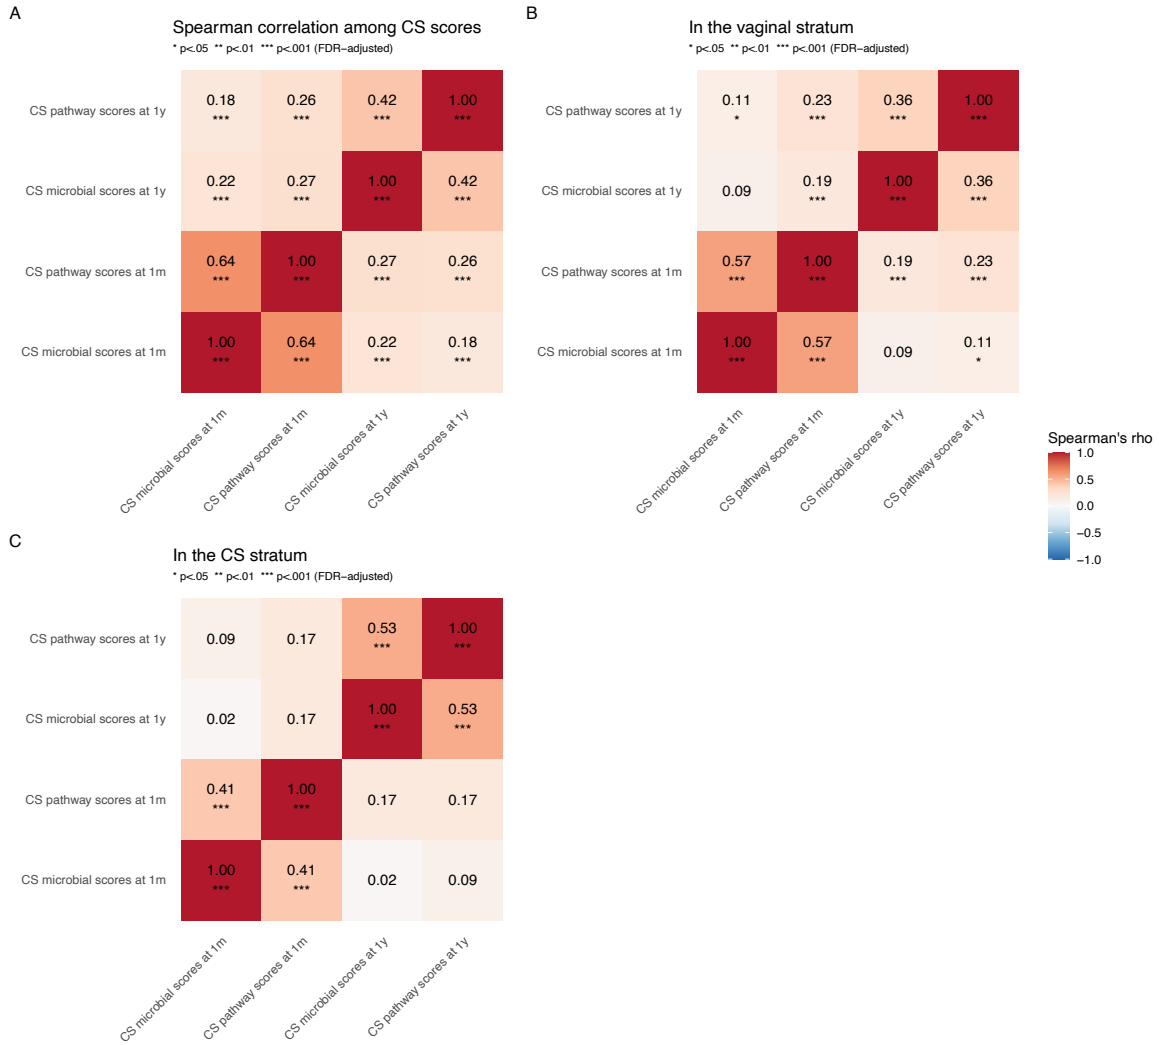 A
Spearman correlation among CS scores
* p<.05 ** p<.01 *** p<.001 (FDR−adjusted)
CS pathway scores at 1y
0.18 0.26 0.42 1.00
*** *** *** ***
CS microbial scores at 1y
0.22 0.27 1.00 0.42
*** *** *** ***
CS pathway scores at 1m
0.64 1.00 0.27 0.26
*** *** *** ***
CS microbial scores at 1m
1.00 0.64 0.22 0.18
*** *** *** ***
CS microbial scores at 1m
CS pathway scores at 1m
CS microbial scores at 1y
CS pathway scores at 1y
B
In the vaginal stratum
* p<.05 ** p<.01 *** p<.001 (FDR−adjusted)
CS pathway scores at 1y
0.11 0.23 0.36 1.00
* *** *** ***
CS microbial scores at 1y
0.09 0.19 1.00 0.36
*** *** ***
CS pathway scores at 1m
0.57 1.00 0.19 0.23
*** *** *** ***
CS microbial scores at 1m
1.00 0.57 0.09 0.11
*** *** *
CS microbial scores at 1m
CS pathway scores at 1m
CS microbial scores at 1y
CS pathway scores at 1y
Spearman's rho
1.0
0.5
0.0
−0.5
−1.0
C
In the CS stratum
* p<.05 ** p<.01 *** p<.001 (FDR−adjusted)
CS pathway scores at 1y
0.09 0.17 0.53 1.00
*** ***
CS microbial scores at 1y
0.02 0.17 1.00 0.53
*** ***
CS pathway scores at 1m
0.41 1.00 0.17 0.17
*** ***
CS microbial scores at 1m
1.00 0.41 0.02 0.09
*** ***
CS microbial scores at 1m
CS pathway scores at 1m
CS microbial scores at 1y
CS pathway scores at 1y